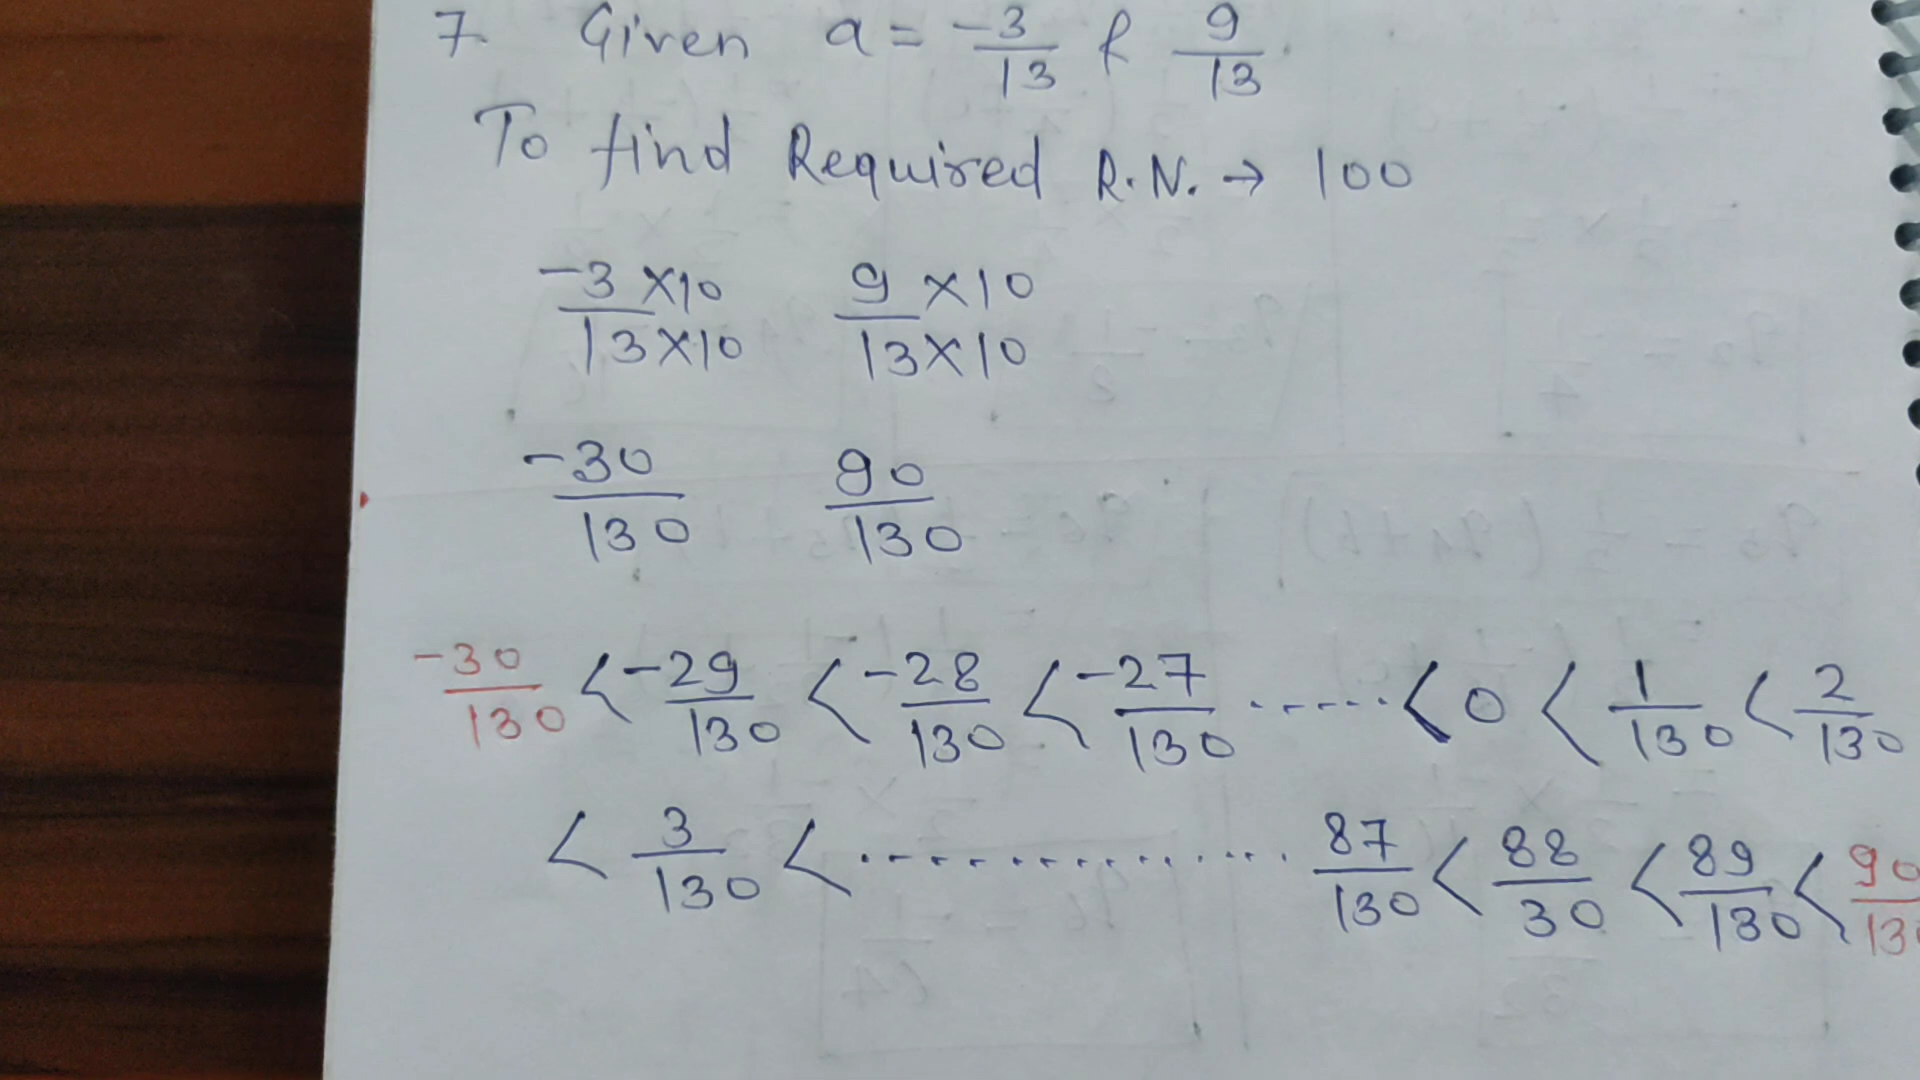 7. Given a = -3/13 & 9/13.
To find Required R.N. → 100
-3×10/13×10 9×10/13×10
-30/130 90/130
-30/130 < -29/130 < -28/130 < -27/130 ...... < 0 < 1/130 < 2/130
< 3/130 < ................ 87/130 < 88/30 < 89/130 < 90/13